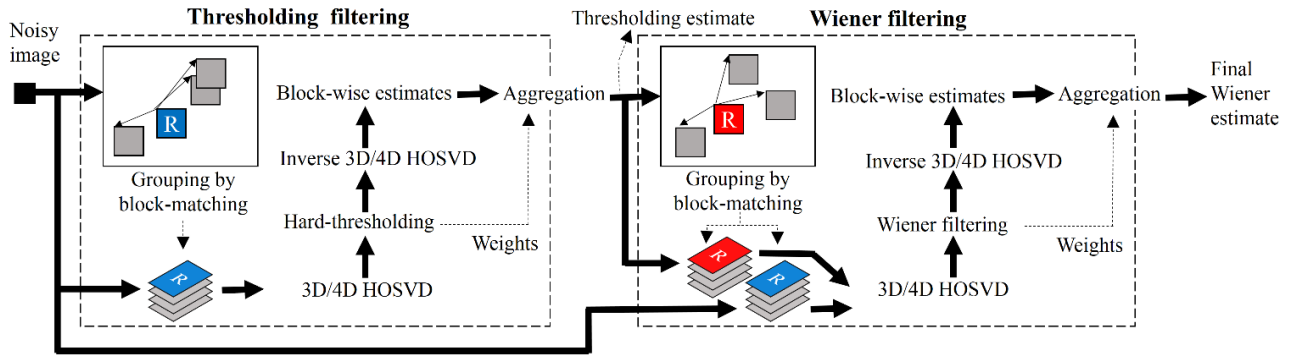 Thresholding filtering
Noisy
image
R
Grouping by
block-matching
R
Block-wise estimates
Aggregation
Inverse 3D/4D HOSVD
Hard-thresholding
Weights
3D/4D HOSVD
Thresholding estimate
Wiener filtering
R
Grouping by
block-matching
R
R
Block-wise estimates
Aggregation
Inverse 3D/4D HOSVD
Wiener filtering
Weights
3D/4D HOSVD
Final
Wiener
estimate